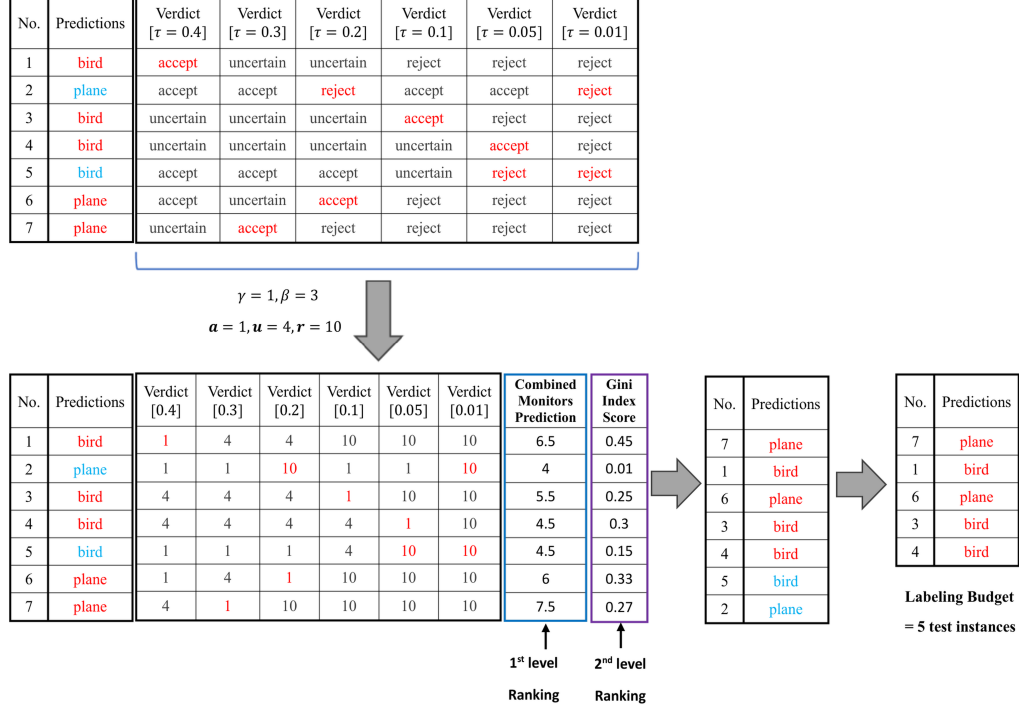 No. Predictions Verdict [τ = 0.4] Verdict [τ = 0.3] Verdict [τ = 0.2] Verdict [τ = 0.1] Verdict [τ = 0.05] Verdict [τ = 0.01]
1 bird accept uncertain uncertain reject reject reject
2 plane accept accept reject accept accept reject
3 bird uncertain uncertain uncertain accept reject reject
4 bird uncertain uncertain uncertain uncertain accept reject
5 bird accept accept accept uncertain reject reject
6 plane accept uncertain accept reject reject reject
7 plane uncertain accept reject reject reject reject
γ = 1, β = 3
a = 1, u = 4, r = 10
No. Predictions Verdict [0.4] Verdict [0.3] Verdict [0.2] Verdict [0.1] Verdict [0.05] Verdict [0.01] Combined Monitors Prediction Gini Index Score
1 bird 1 4 4 10 10 10 6.5 0.45
2 plane 1 1 10 1 1 10 4 0.01
3 bird 4 4 4 1 10 10 5.5 0.25
4 bird 4 4 4 4 1 10 4.5 0.3
5 bird 1 1 1 4 10 10 4.5 0.15
6 plane 1 4 1 10 10 10 6 0.33
7 plane 4 1 10 10 10 10 7.5 0.27
1st level
Ranking
2nd level
Ranking
No. Predictions
7 plane
1 bird
6 plane
3 bird
4 bird
5 bird
2 plane
No. Predictions
7 plane
1 bird
6 plane
3 bird
4 bird
Labeling Budget
= 5 test instances